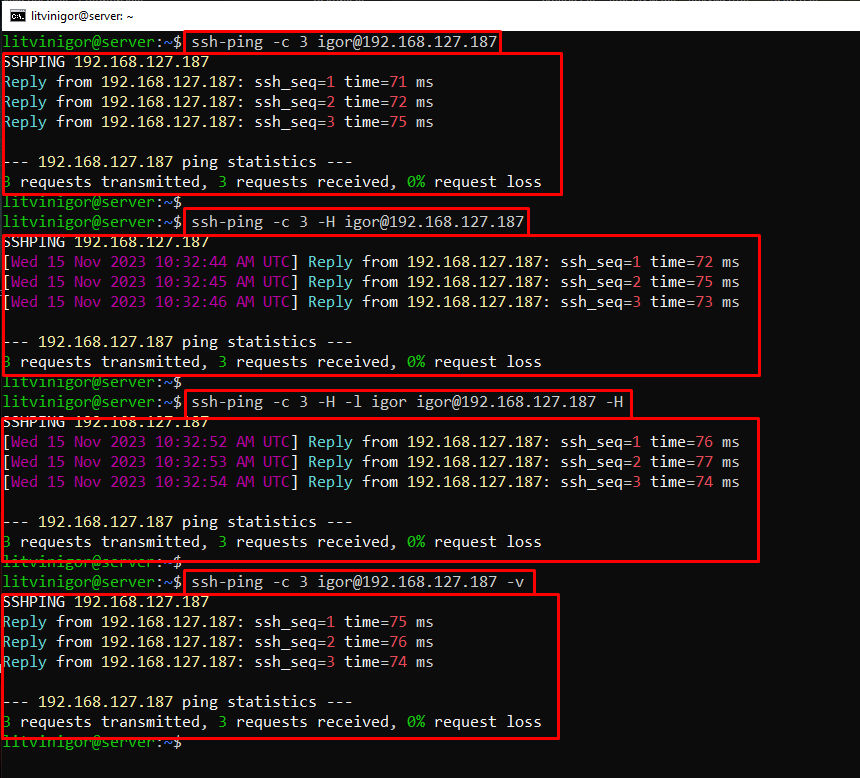 litvinigor@server: ~
litvinigor@server:~$ ssh-ping -c 3 igor@192.168.127.187
SSHPING 192.168.127.187
Reply from 192.168.127.187: ssh_seq=1 time=71 ms
Reply from 192.168.127.187: ssh_seq=2 time=72 ms
Reply from 192.168.127.187: ssh_seq=3 time=75 ms
--- 192.168.127.187 ping statistics ---
3 requests transmitted, 3 requests received, 0% request loss
litvinigor@server:~$
litvinigor@server:~$ ssh-ping -c 3 -H igor@192.168.127.187
SSHPING 192.168.127.187
[Wed 15 Nov 2023 10:32:44 AM UTC] Reply from 192.168.127.187: ssh_seq=1 time=72 ms
[Wed 15 Nov 2023 10:32:45 AM UTC] Reply from 192.168.127.187: ssh_seq=2 time=75 ms
[Wed 15 Nov 2023 10:32:46 AM UTC] Reply from 192.168.127.187: ssh_seq=3 time=73 ms
--- 192.168.127.187 ping statistics ---
3 requests transmitted, 3 requests received, 0% request loss
litvinigor@server:~$
litvinigor@server:~$ ssh-ping -c 3 -H -l igor igor@192.168.127.187 -H
SSHPING 192.168.127.187
[Wed 15 Nov 2023 10:32:52 AM UTC] Reply from 192.168.127.187: ssh_seq=1 time=76 ms
[Wed 15 Nov 2023 10:32:53 AM UTC] Reply from 192.168.127.187: ssh_seq=2 time=77 ms
[Wed 15 Nov 2023 10:32:54 AM UTC] Reply from 192.168.127.187: ssh_seq=3 time=74 ms
--- 192.168.127.187 ping statistics ---
3 requests transmitted, 3 requests received, 0% request loss
litvinigor@server:~$
litvinigor@server:~$ ssh-ping -c 3 igor@192.168.127.187 -v
SSHPING 192.168.127.187
Reply from 192.168.127.187: ssh_seq=1 time=75 ms
Reply from 192.168.127.187: ssh_seq=2 time=76 ms
Reply from 192.168.127.187: ssh_seq=3 time=74 ms
--- 192.168.127.187 ping statistics ---
3 requests transmitted, 3 requests received, 0% request loss
litvinigor@server:~$